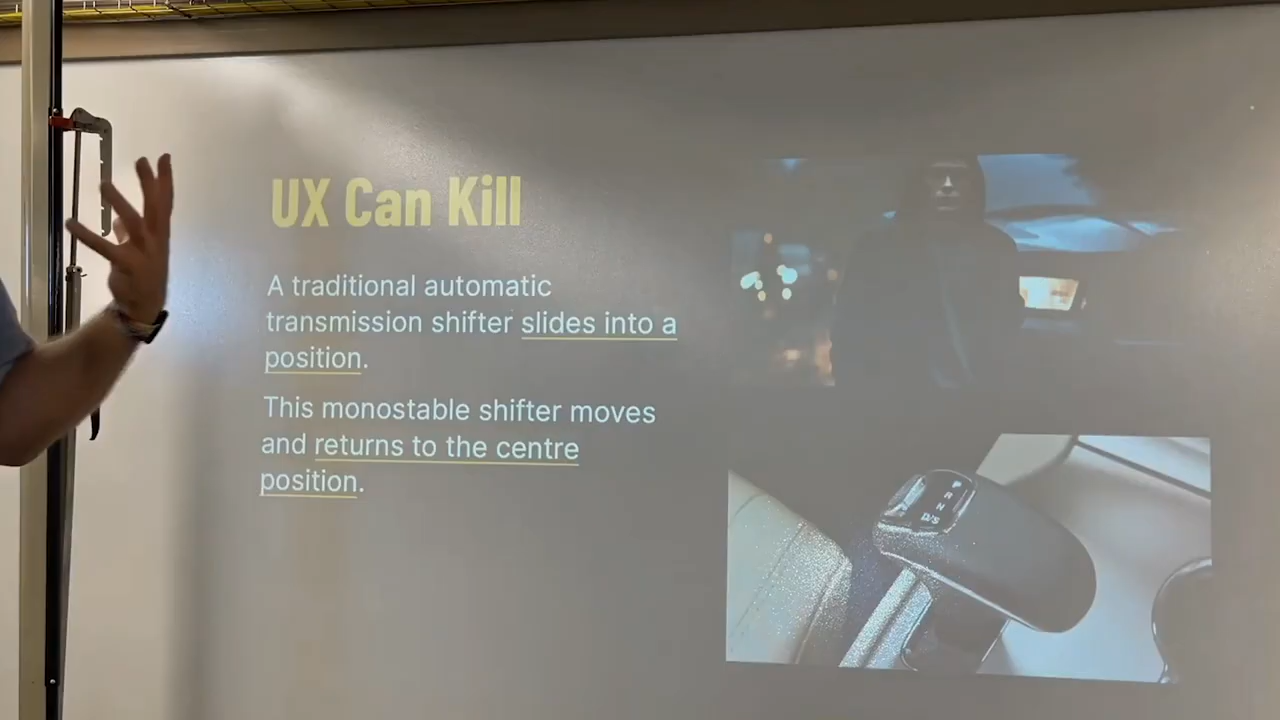 UX Can Kill
A traditional automatic
transmission shifter slides into a
position.
This monostable shifter moves
and returns to the centre
position.
P
R
N
D/S